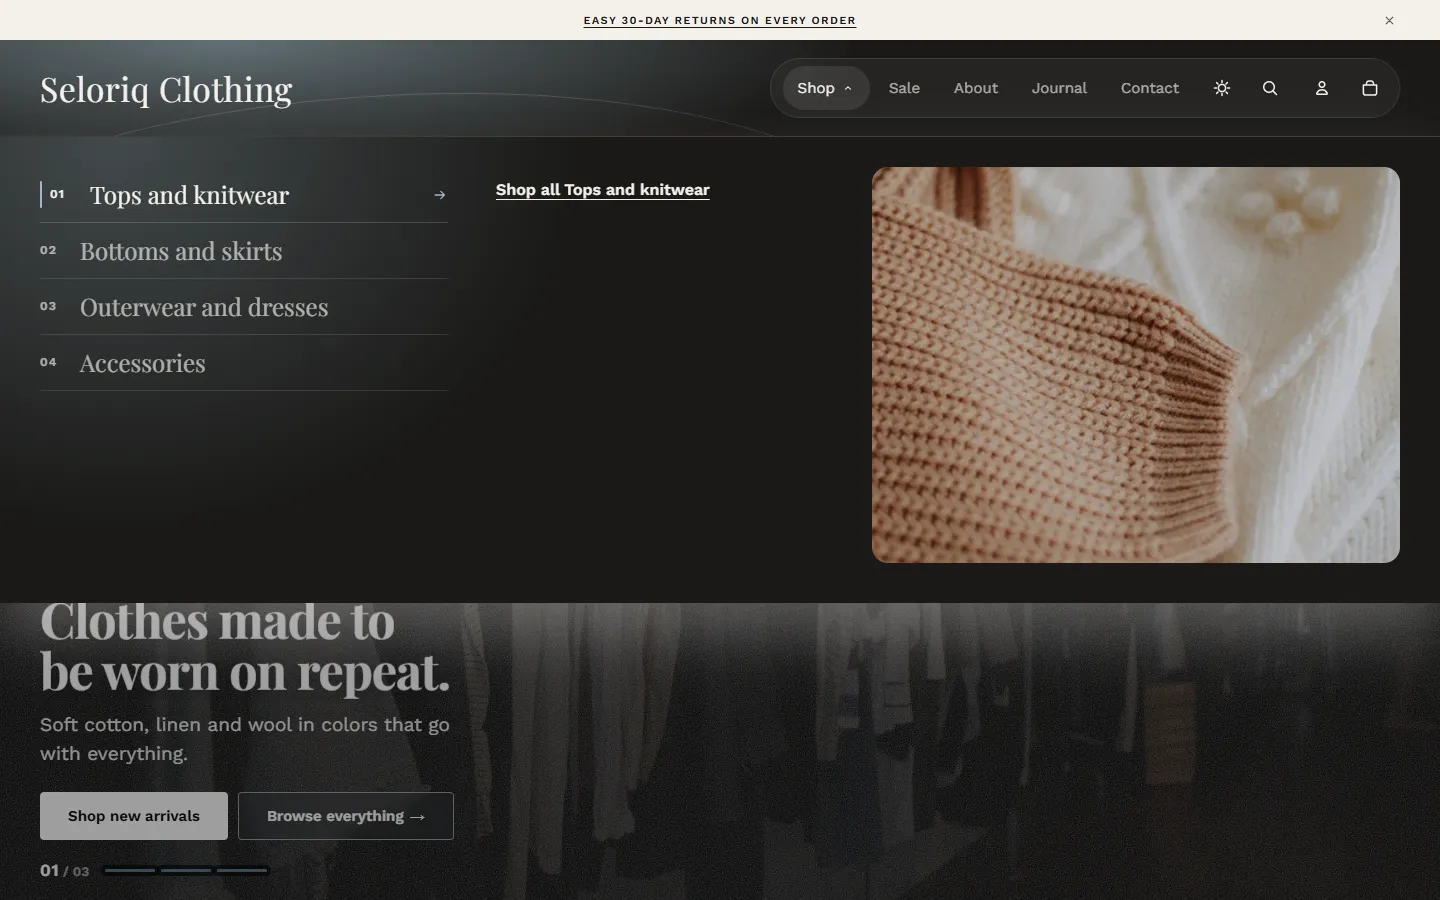 EASY 30-DAY RETURNS ON EVERY ORDER
Seloriq Clothing
Shop
Sale
About
Journal
Contact
01 Tops and knitwear →
02 Bottoms and skirts
03 Outerwear and dresses
04 Accessories
Shop all Tops and knitwear
Clothes made to
be worn on repeat.
Soft cotton, linen and wool in colors that go
with everything.
Shop new arrivals
Browse everything →
01 / 03